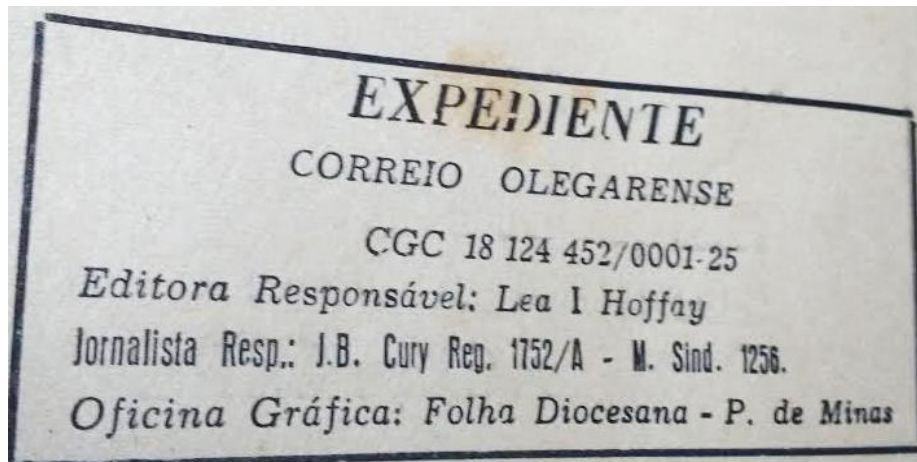 EXPEDIENTE
CORREIO OLEGARENSE
CGC 18 124 452/0001-25
Editora Responsável: Lea I Hoffay
Jornalista Resp.: J.B. Cury Reg. 1752/A - M. Sind. 1256.
Oficina Gráfica: Folha Diocesana - P. de Minas